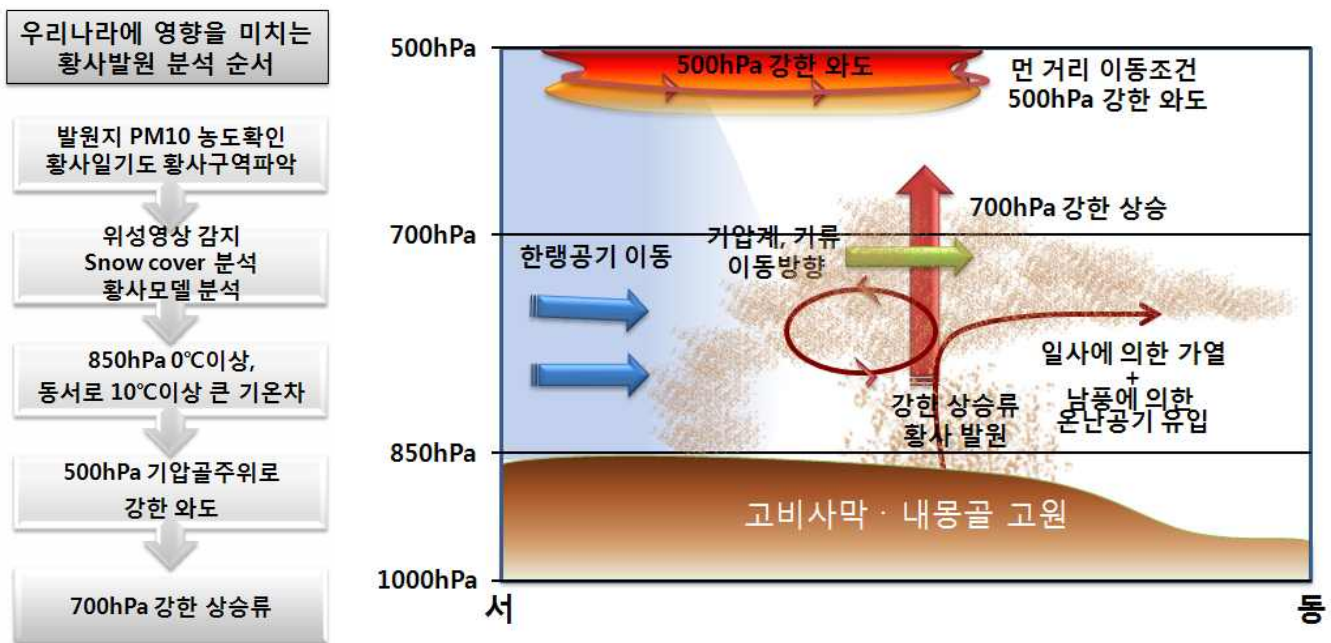 우리나라에 영향을 미치는
황사발원 분석 순서
발원지 PM10 농도확인
황사일기도 황사구역파악
위성영상 감지
Snow cover 분석
황사모델 분석
850hPa 0℃이상,
동서로 10℃이상 큰 기온차
500hPa 기압골주위로
강한 와도
700hPa 강한 상승류
500hPa
500hPa 강한 와도
먼 거리 이동조건
500hPa 강한 와도
700hPa 강한 상승
700hPa
한랭공기 이동
기압계, 기류
이동방향
일사에 의한 가열
+
남풍에 의한
온난공기 유입
강한 상승류
황사 발원
850hPa
고비사막 · 내몽골 고원
1000hPa
서
동